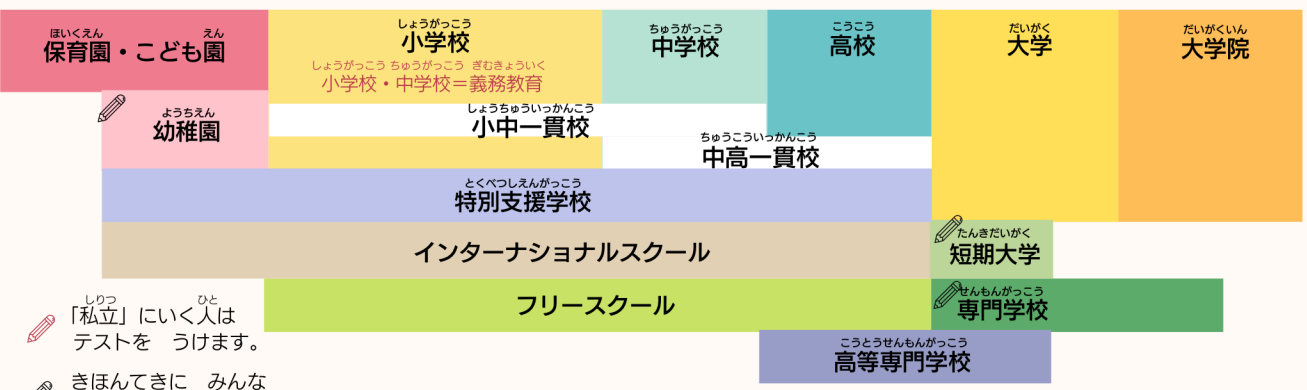 ほいくえん えん
保育園・こども園
しょうがっこう
小学校
しょうがっこう ちゅうがっこう ぎむきょういく
小学校・中学校＝義務教育
ちゅうがっこう
中学校
こうこう
高校
だいがく
大学
だいがくいん
大学院
ようちえん
幼稚園
しょうちゅういっかんこう
小中一貫校
ちゅうこういっかんこう
中高一貫校
とくべつしえんがっこう
特別支援学校
インターナショナルスクール
たんきだいがく
短期大学
フリースクール
せんもんがっこう
専門学校
こうとうせんもんがっこう
高等専門学校
しりつ ひと
「私立」にいく人は
テストを うけます。
きほんてきに みんな